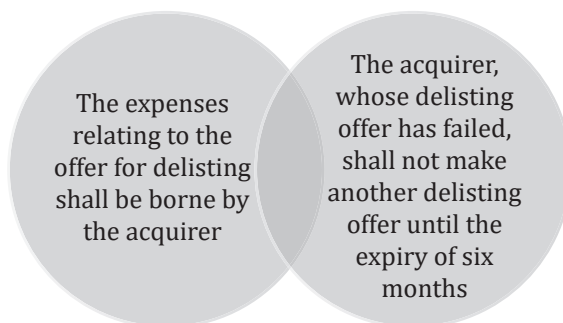 The expenses
relating to the
offer for delisting
shall be borne by
the acquirer
The acquirer,
whose delisting
offer has failed,
shall not make
another delisting
offer until the
expiry of six
months